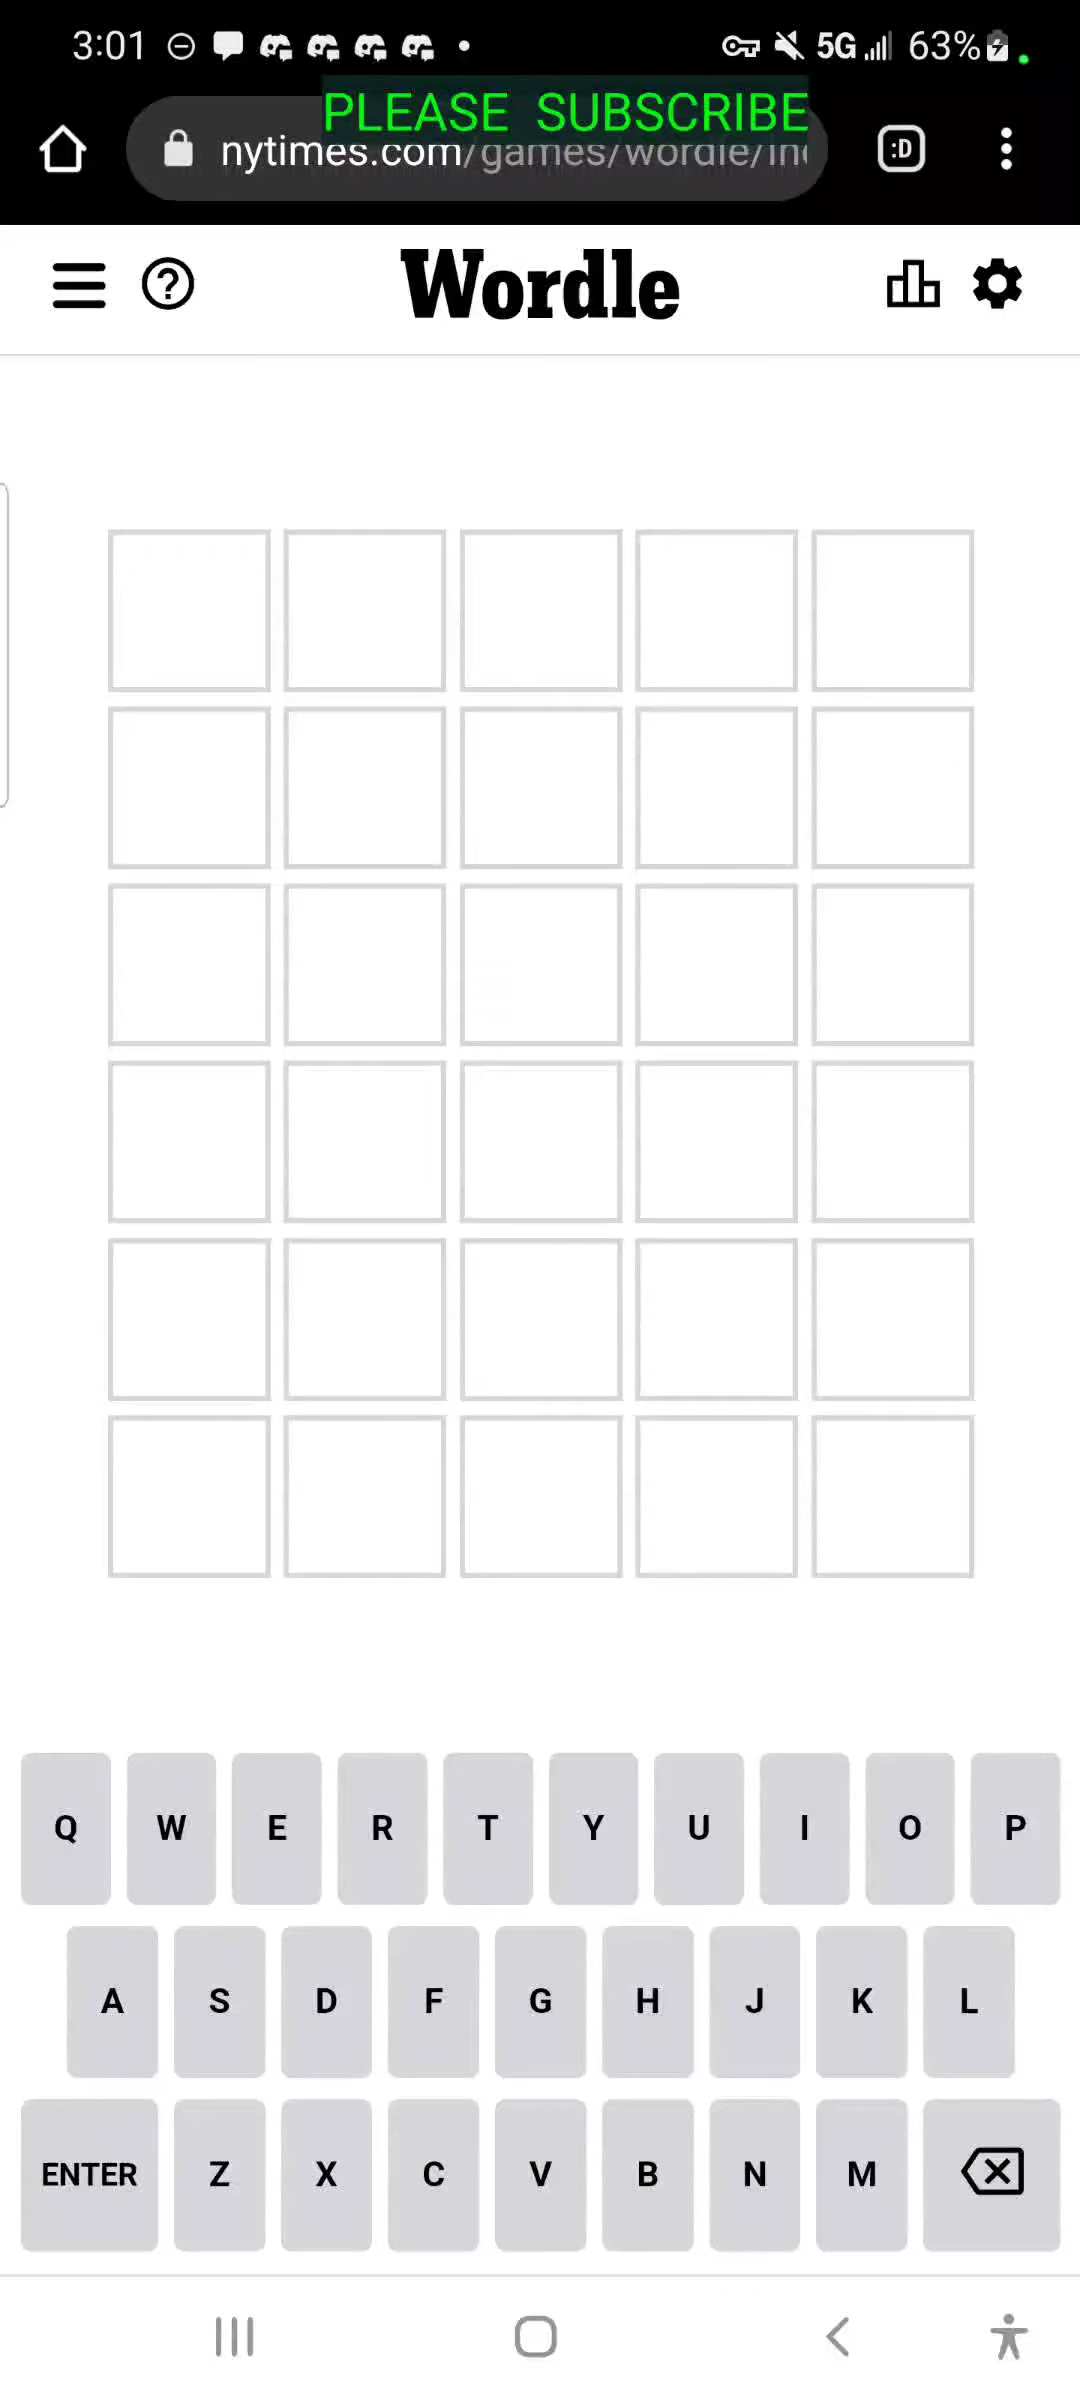 3:01
5G 63%
PLEASE SUBSCRIBE
nytimes.com/games/wordle/in
:D
Wordle
Q W E R T Y U I O P
A S D F G H J K L
ENTER Z X C V B N M